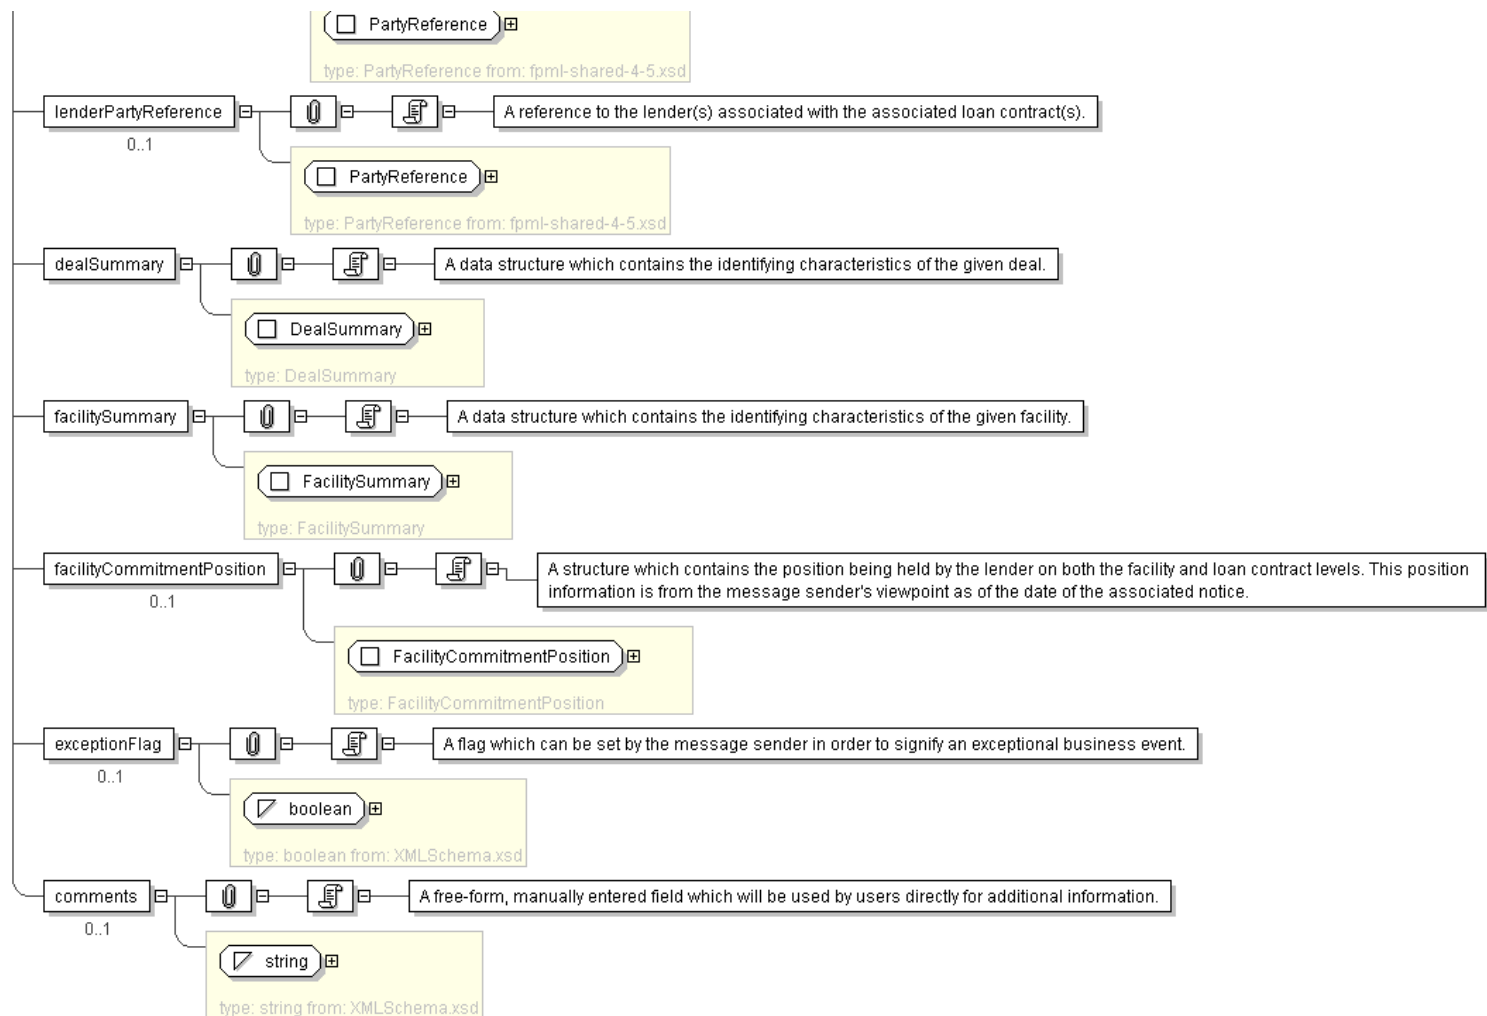 PartyReference
type: PartyReference from: fpml-shared-4-5.xsd
lenderPartyReference
A reference to the lender(s) associated with the associated loan contract(s).
0..1
PartyReference
type: PartyReference from: fpml-shared-4-5.xsd
dealSummary
A data structure which contains the identifying characteristics of the given deal.
DealSummary
type: DealSummary
facilitySummary
A data structure which contains the identifying characteristics of the given facility.
FacilitySummary
type: FacilitySummary
facilityCommitmentPosition
0..1
A structure which contains the position being held by the lender on both the facility and loan contract levels. This position
information is from the message sender's viewpoint as of the date of the associated notice.
FacilityCommitmentPosition
type: FacilityCommitmentPosition
exceptionFlag
A flag which can be set by the message sender in order to signify an exceptional business event.
0..1
boolean
type: boolean from: XMLSchema.xsd
comments
A free-form, manually entered field which will be used by users directly for additional information.
0..1
string
type: string from: XMLSchema.xsd